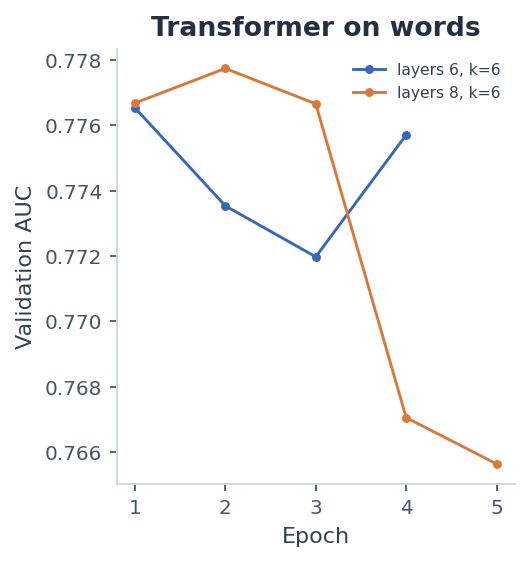 Transformer on words
layers 6, k=6
layers 8, k=6
Validation AUC
0.778
0.776
0.774
0.772
0.770
0.768
0.766
1 2 3 4 5
Epoch